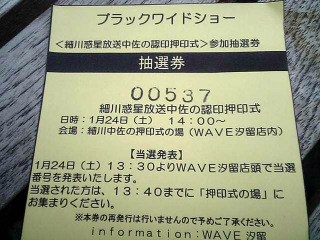 ブラックワイドショー
＜細川惑星放送中佐の認印押印式＞参加抽選券
抽選券
00537
細川惑星放送中佐の認印押印式
日時：1月24日（土） 14：00～
会場：細川中佐の押印式の場（WAVE汐留店内）
【当選発表】
1月24日（土）13：30よりWAVE汐留店頭で当選
番号を発表いたします。
当選された方は、13：40までに「押印式の場」に
お集まりください。
※本券の再発行は行いませんので予めご了承ください。
information：WAVE 汐留